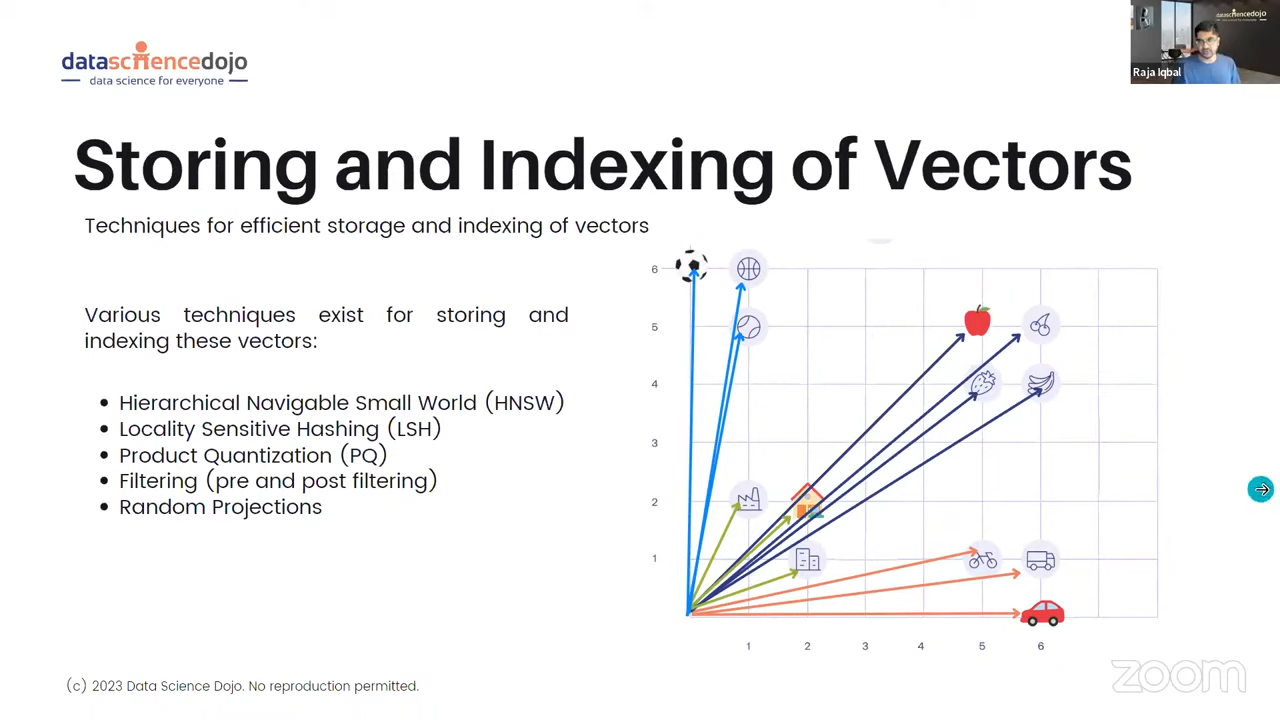 datasciencedojo
data science for everyone
datasciencedojo
Raja Iqbal
Storing and Indexing of Vectors
Techniques for efficient storage and indexing of vectors
Various techniques exist for storing and
indexing these vectors:
• Hierarchical Navigable Small World (HNSW)
• Locality Sensitive Hashing (LSH)
• Product Quantization (PQ)
• Filtering (pre and post filtering)
• Random Projections
6
5
4
3
2
1
1 2 3 4 5 6
(c) 2023 Data Science Dojo. No reproduction permitted.
zoom